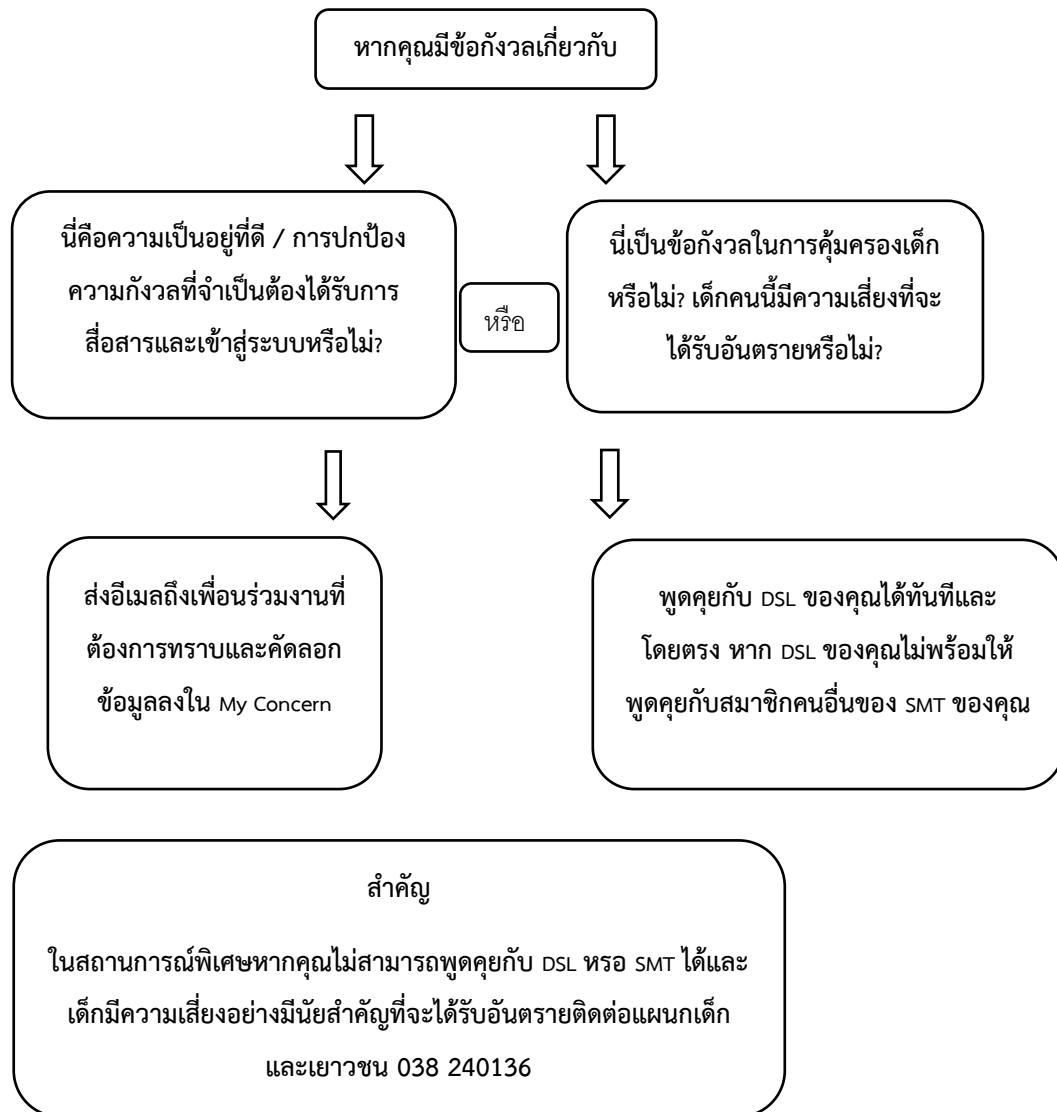 หากคุณมีข้อกังวลเกี่ยวกับ
นี่คือความเป็นอยู่ที่ดี / การปกป้อง
ความกังวลที่จำเป็นต้องได้รับการ
สื่อสารและเข้าสู่ระบบหรือไม่?
หรือ
นี่เป็นข้อกังวลในการคุ้มครองเด็ก
หรือไม่? เด็กคนนี้มีความเสี่ยงที่จะ
ได้รับอันตรายหรือไม่?
ส่งอีเมลถึงเพื่อนร่วมงานที่
ต้องการทราบและคัดลอก
ข้อมูลลงใน My Concern
พูดคุยกับ DSL ของคุณได้ทันทีและ
โดยตรง หาก DSL ของคุณไม่พร้อมให้
พูดคุยกับสมาชิกคนอื่นของ SMT ของคุณ
สำคัญ
ในสถานการณ์พิเศษหากคุณไม่สามารถพูดคุยกับ DSL หรอ SMT ได้และ
เด็กมีความเสี่ยงอย่างมีนัยสำคัญที่จะได้รับอันตรายติดต่อแผนกเด็ก
และเยาวชน 038 240136